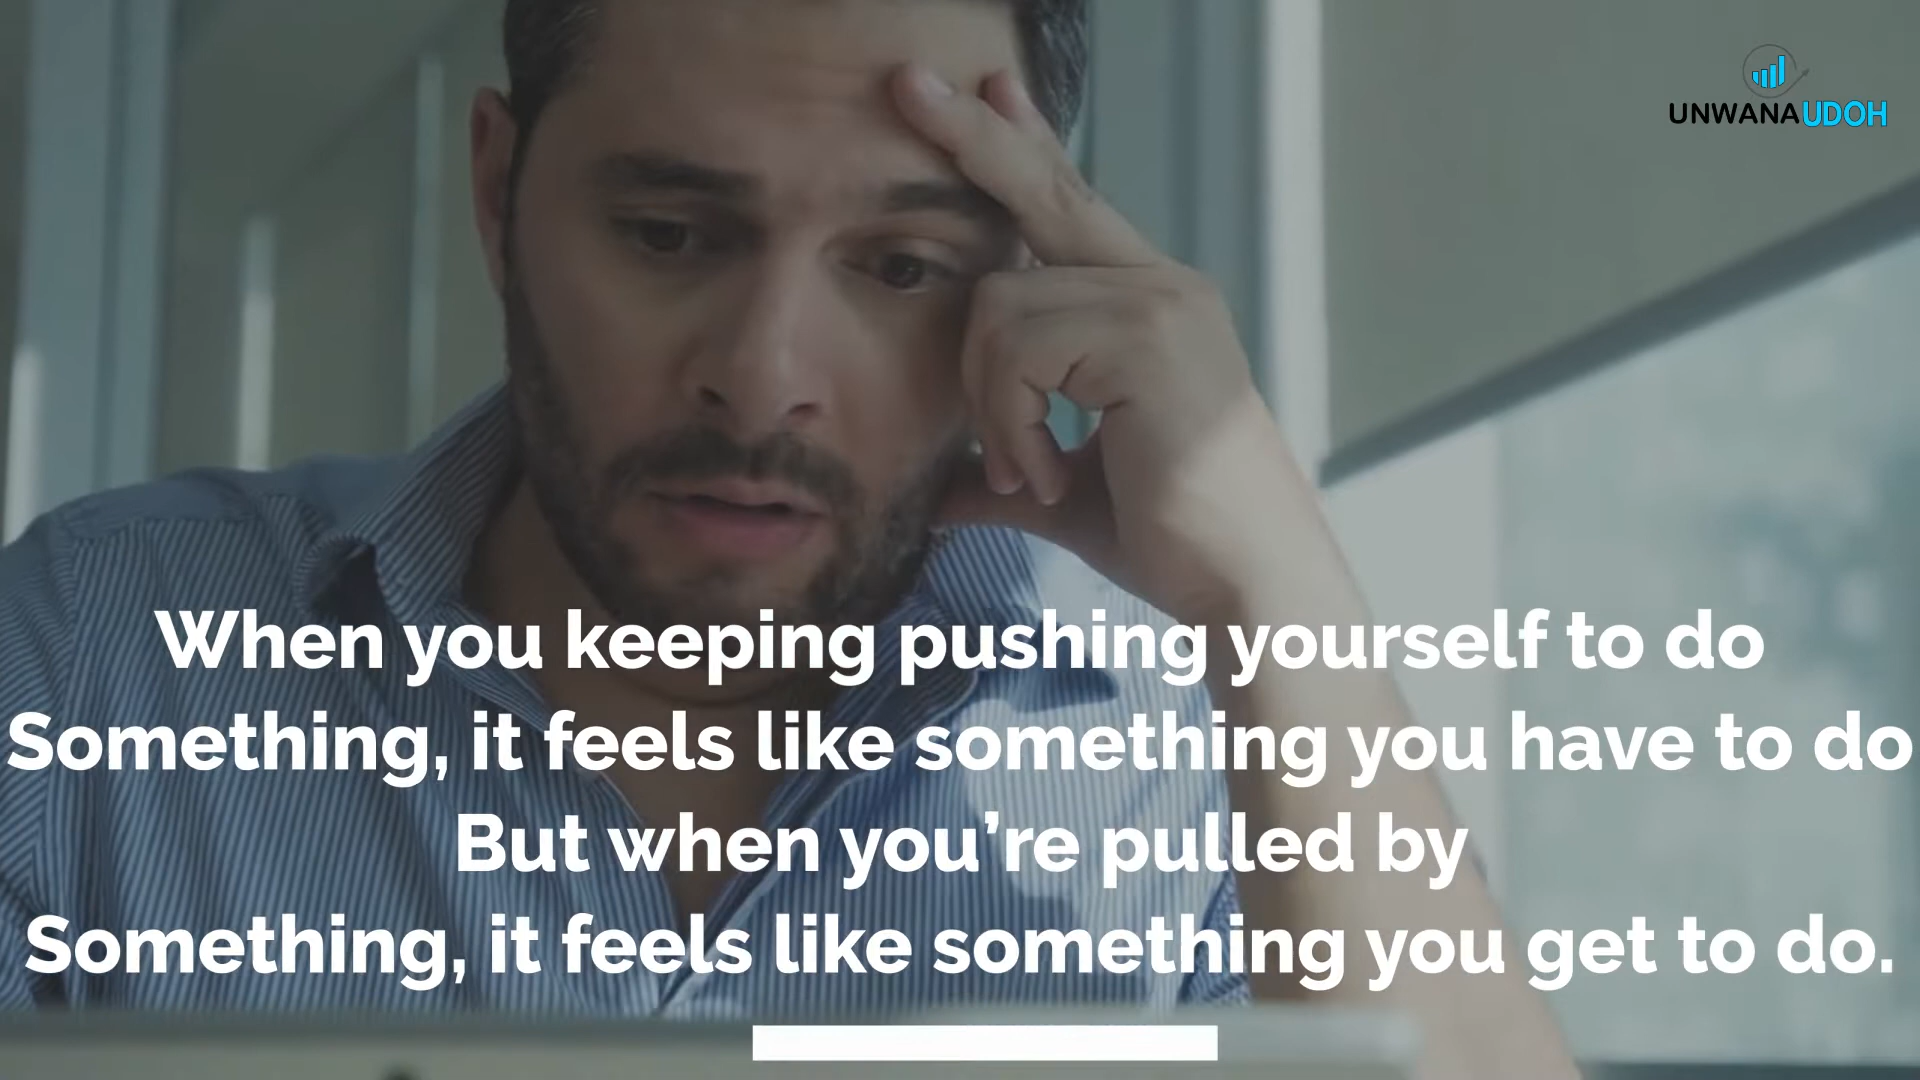 UNWANAUDOH
When you keeping pushing yourself to do
Something, it feels like something you have to do
But when you’re pulled by
Something, it feels like something you get to do.